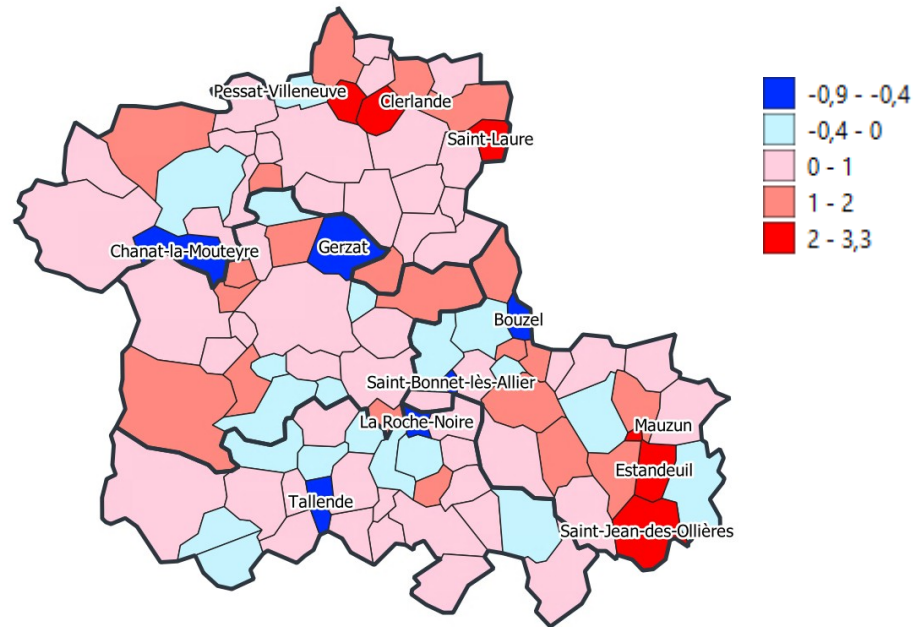 Pessat-Villeneuve
Clerlande
Saint-Laure
Chanat-la-Mouteyre
Gerzat
Bouzel
Saint-Bonnet-lès-Allier
La Roche-Noire
Mauzun
Estandeuil
Tallende
Saint-Jean-des-Ollières
-0,9 - -0,4
-0,4 - 0
0 - 1
1 - 2
2 - 3,3